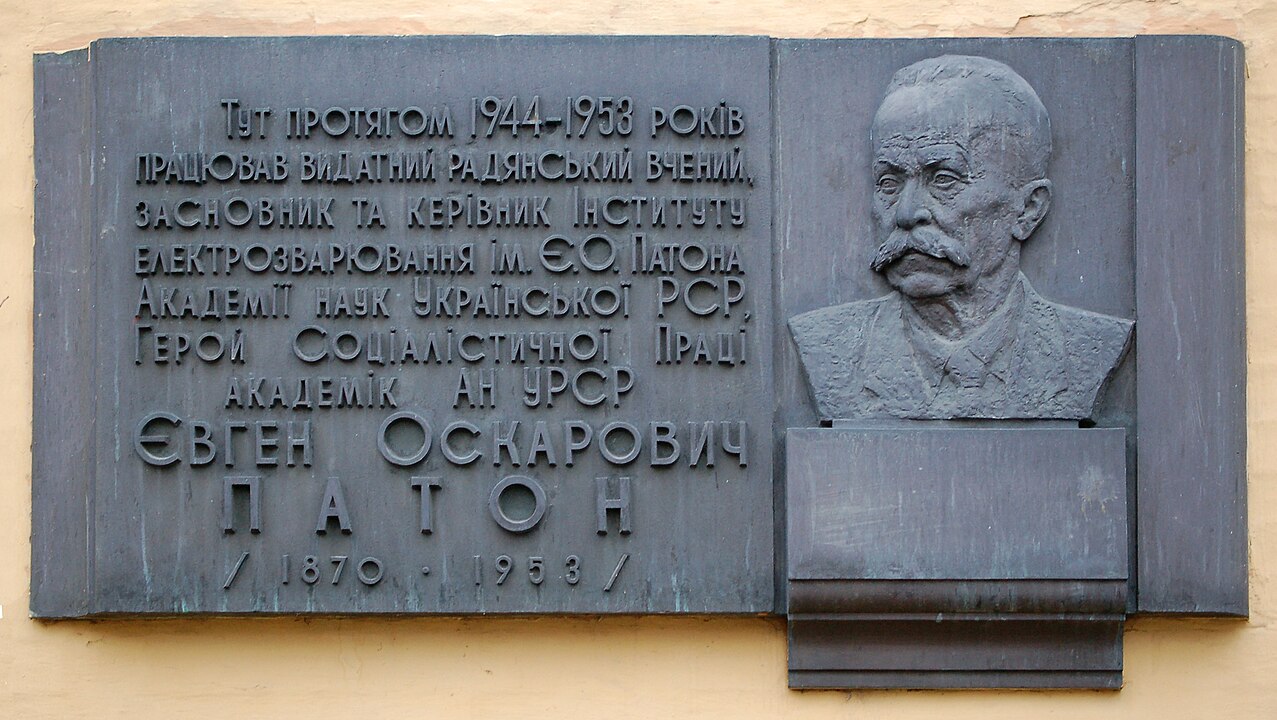 Тут протягом 1944-1953 років
працював видатний радянський вчений,
засновник та керівник Інституту
електрозварювання ім. Є.О. Патона
Академії наук Української РСР,
Герой Соціалістичної Праці
академік Ан УРСР
Євген Оскарович
ПАТОН
/ 1870 · 1953 /